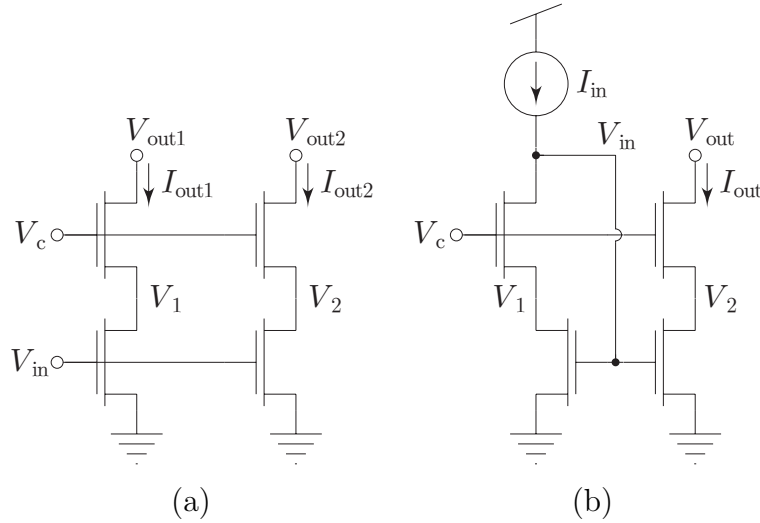 I_in
V_out1 V_out2 V_in V_out
I_out1 I_out2 I_out
V_c V_c
V_1 V_2 V_1 V_2
V_in
(a) (b)